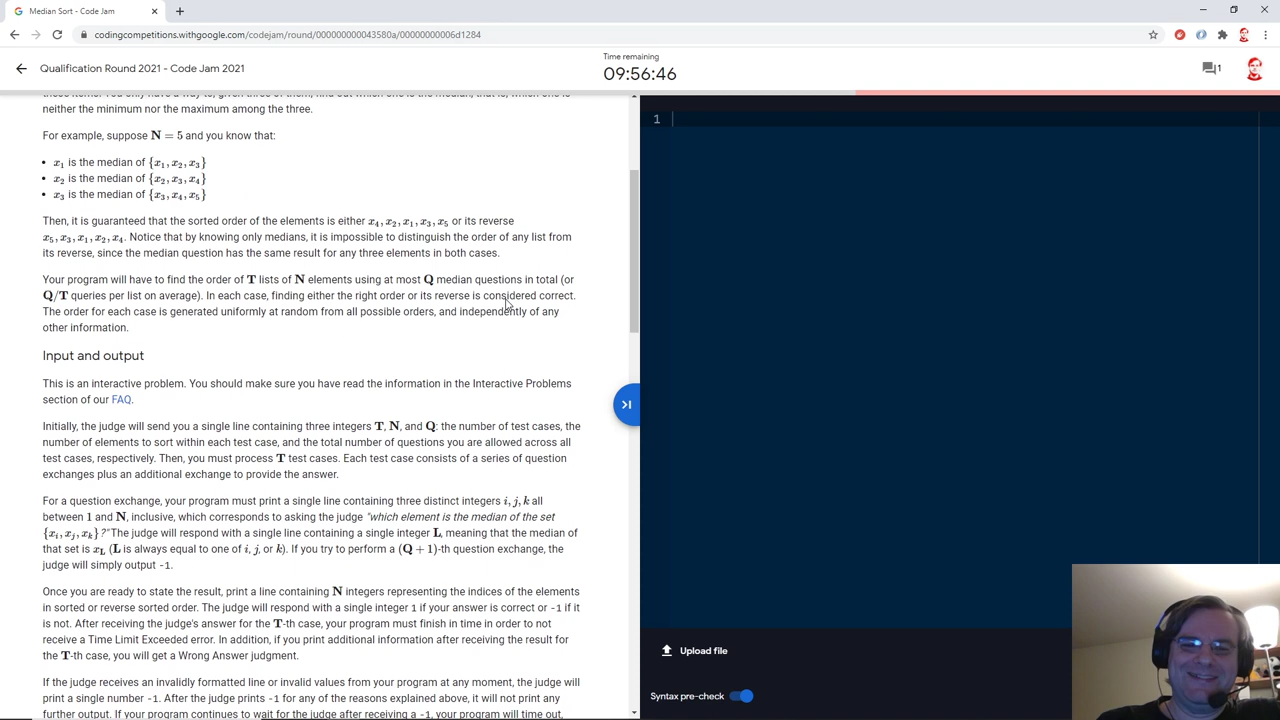 Median Sort - Code Jam
codingcompetitions.withgoogle.com/codejam/round/000000000043580a/00000000006d1284
Qualification Round 2021 - Code Jam 2021
Time remaining
09:56:46
1
neither the minimum nor the maximum among the three.
For example, suppose N = 5 and you know that:
• x1 is the median of {x1, x2, x3}
• x2 is the median of {x2, x3, x4}
• x3 is the median of {x3, x4, x5}
Then, it is guaranteed that the sorted order of the elements is either x4, x2, x1, x3, x5 or its reverse
x5, x3, x1, x2, x4. Notice that by knowing only medians, it is impossible to distinguish the order of any list from
its reverse, since the median question has the same result for any three elements in both cases.
Your program will have to find the order of T lists of N elements using at most Q median questions in total (or
Q/T queries per list on average). In each case, finding either the right order or its reverse is considered correct.
The order for each case is generated uniformly at random from all possible orders, and independently of any
other information.
Input and output
This is an interactive problem. You should make sure you have read the information in the Interactive Problems
section of our FAQ.
Initially, the judge will send you a single line containing three integers T, N, and Q: the number of test cases, the
number of elements to sort within each test case, and the total number of questions you are allowed across all
test cases, respectively. Then, you must process T test cases. Each test case consists of a series of question
exchanges plus an additional exchange to provide the answer.
For a question exchange, your program must print a single line containing three distinct integers i, j, k all
between 1 and N, inclusive, which corresponds to asking the judge "which element is the median of the set
{xi, xj, xk}?" The judge will respond with a single line containing a single integer L, meaning that the median of
that set is xL (L is always equal to one of i, j, or k). If you try to perform a (Q + 1)-th question exchange, the
judge will simply output -1.
Once you are ready to state the result, print a line containing N integers representing the indices of the elements
in sorted or reverse sorted order. The judge will respond with a single integer 1 if your answer is correct or -1 if it
is not. After receiving the judge's answer for the T-th case, your program must finish in time in order to not
receive a Time Limit Exceeded error. In addition, if you print additional information after receiving the result for
the T-th case, you will get a Wrong Answer judgment.
If the judge receives an invalidly formatted line or invalid values from your program at any moment, the judge will
print a single number -1. After the judge prints -1 for any of the reasons explained above, it will not print any
further output. If your program continues to wait for the judge after receiving a -1, your program will time out,
1
Upload file
Syntax pre-check